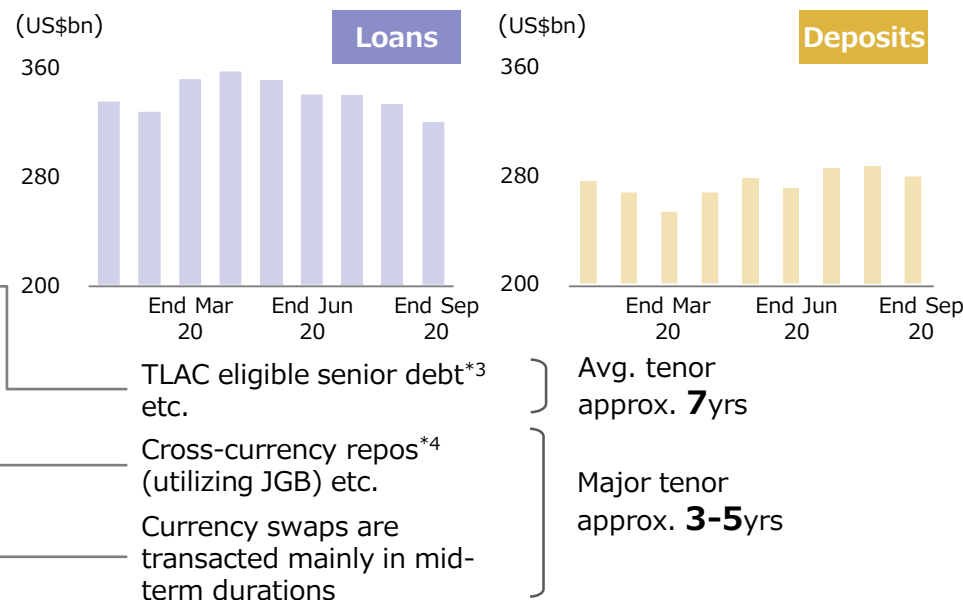 (US$bn)
Loans
360
280
200
End Mar
20
End Jun
20
End Sep
20
(US$bn)
Deposits
360
280
200
End Mar
20
End Jun
20
End Sep
20
TLAC eligible senior debt*3
etc.
Avg. tenor
approx. 7yrs
Cross-currency repos*4
(utilizing JGB) etc.
Currency swaps are
transacted mainly in mid-
term durations
Major tenor
approx. 3-5yrs